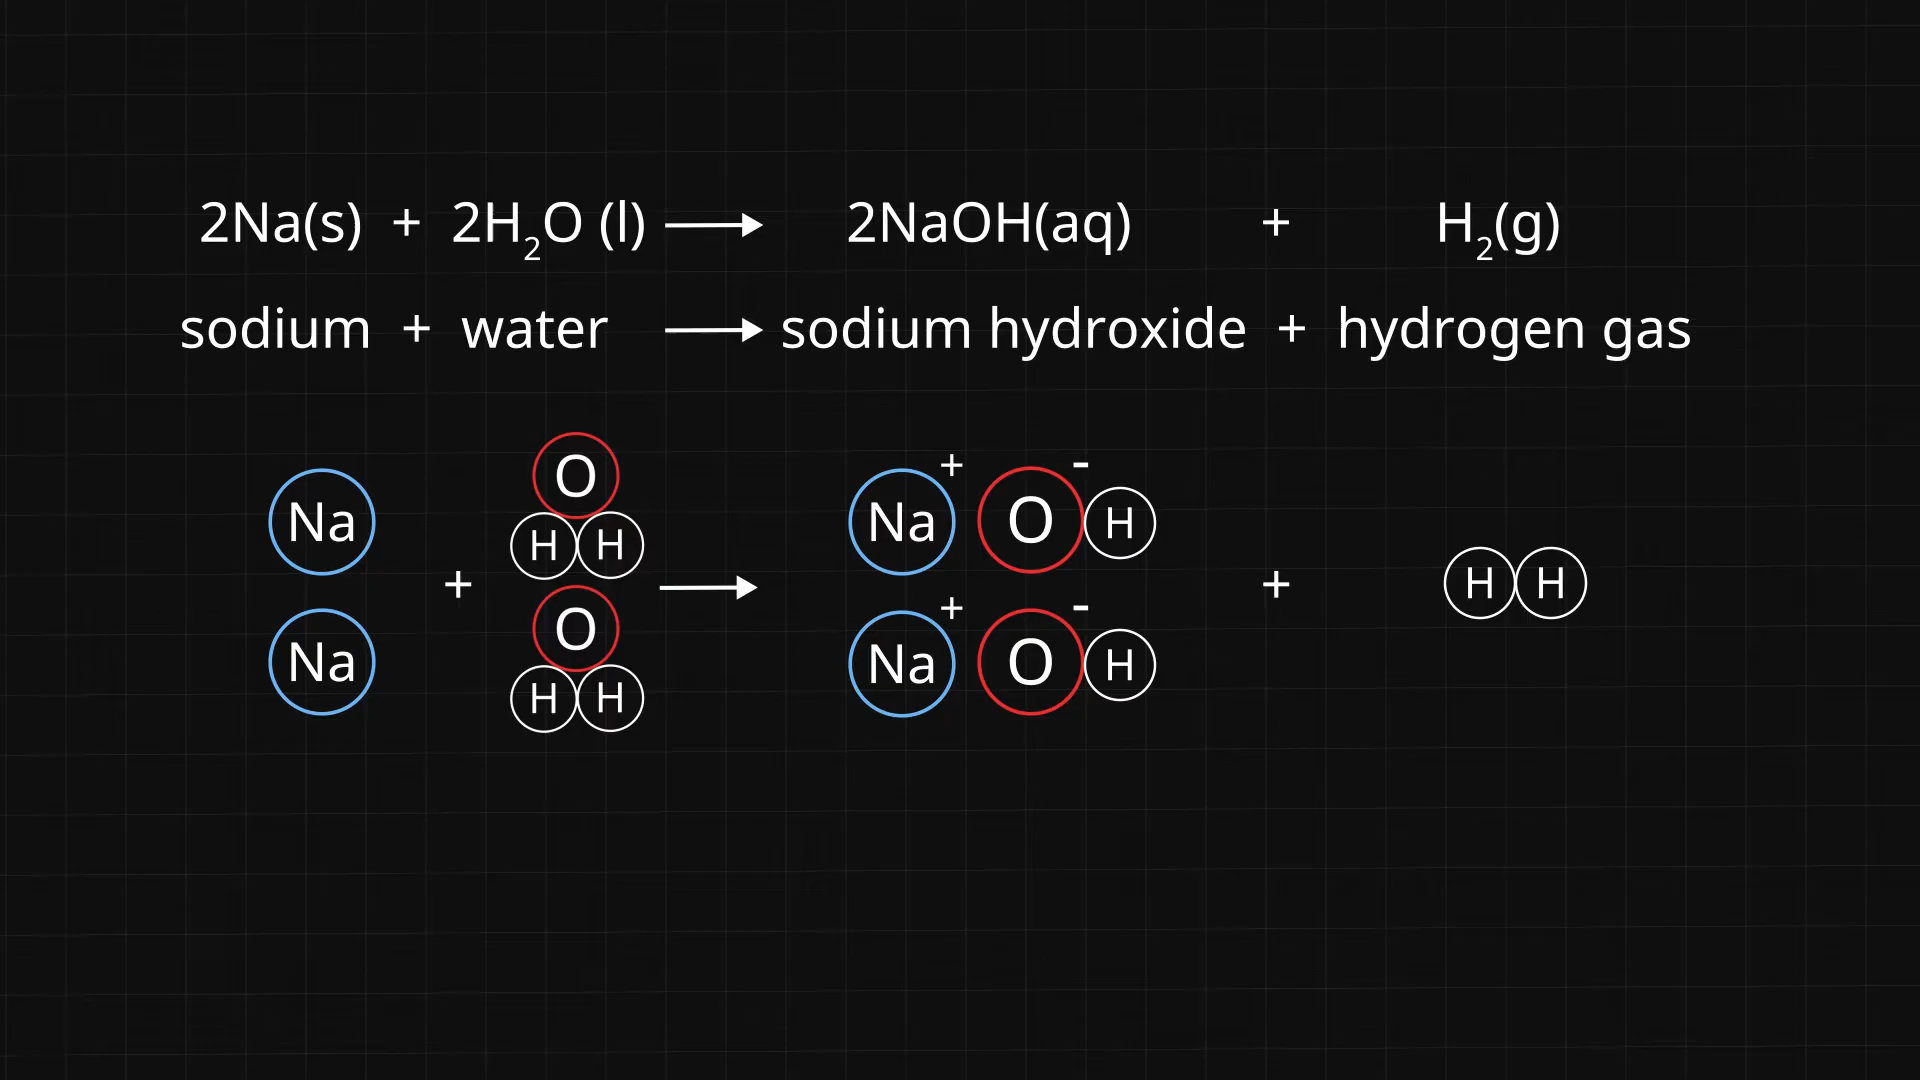 2Na(s) + 2H₂O (l) → 2NaOH(aq) + H₂(g)
sodium + water → sodium hydroxide + hydrogen gas
O
Na
H H
+
O
Na
H H
→
Na + O - H
Na + O - H
+
H H